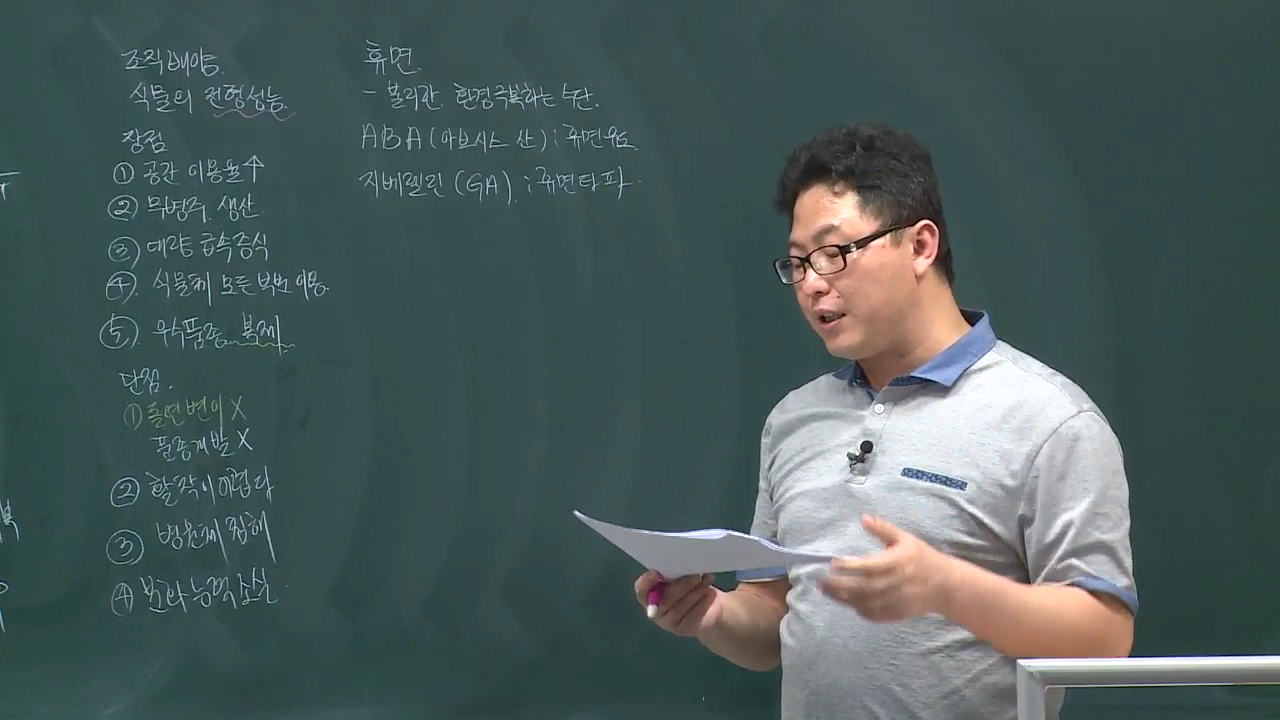 조직배양.
식물의 전형성능.
장점
① 공간 이용율↑
② 무병주 생산.
③ 대량 급속증식
④. 식물체 모든부번 이용.
⑤. 우수품종 복제
단점.
① 돌연변이 X
품종개발 X
② 활착이 어렵다
③ 병원체 침해
④ 분화능력 상실.
휴면.
- 불리한 환경극복하는 수단.
ABA(아브시스 산) : 휴면유도.
지베렐린 (GA). : 휴면타파.